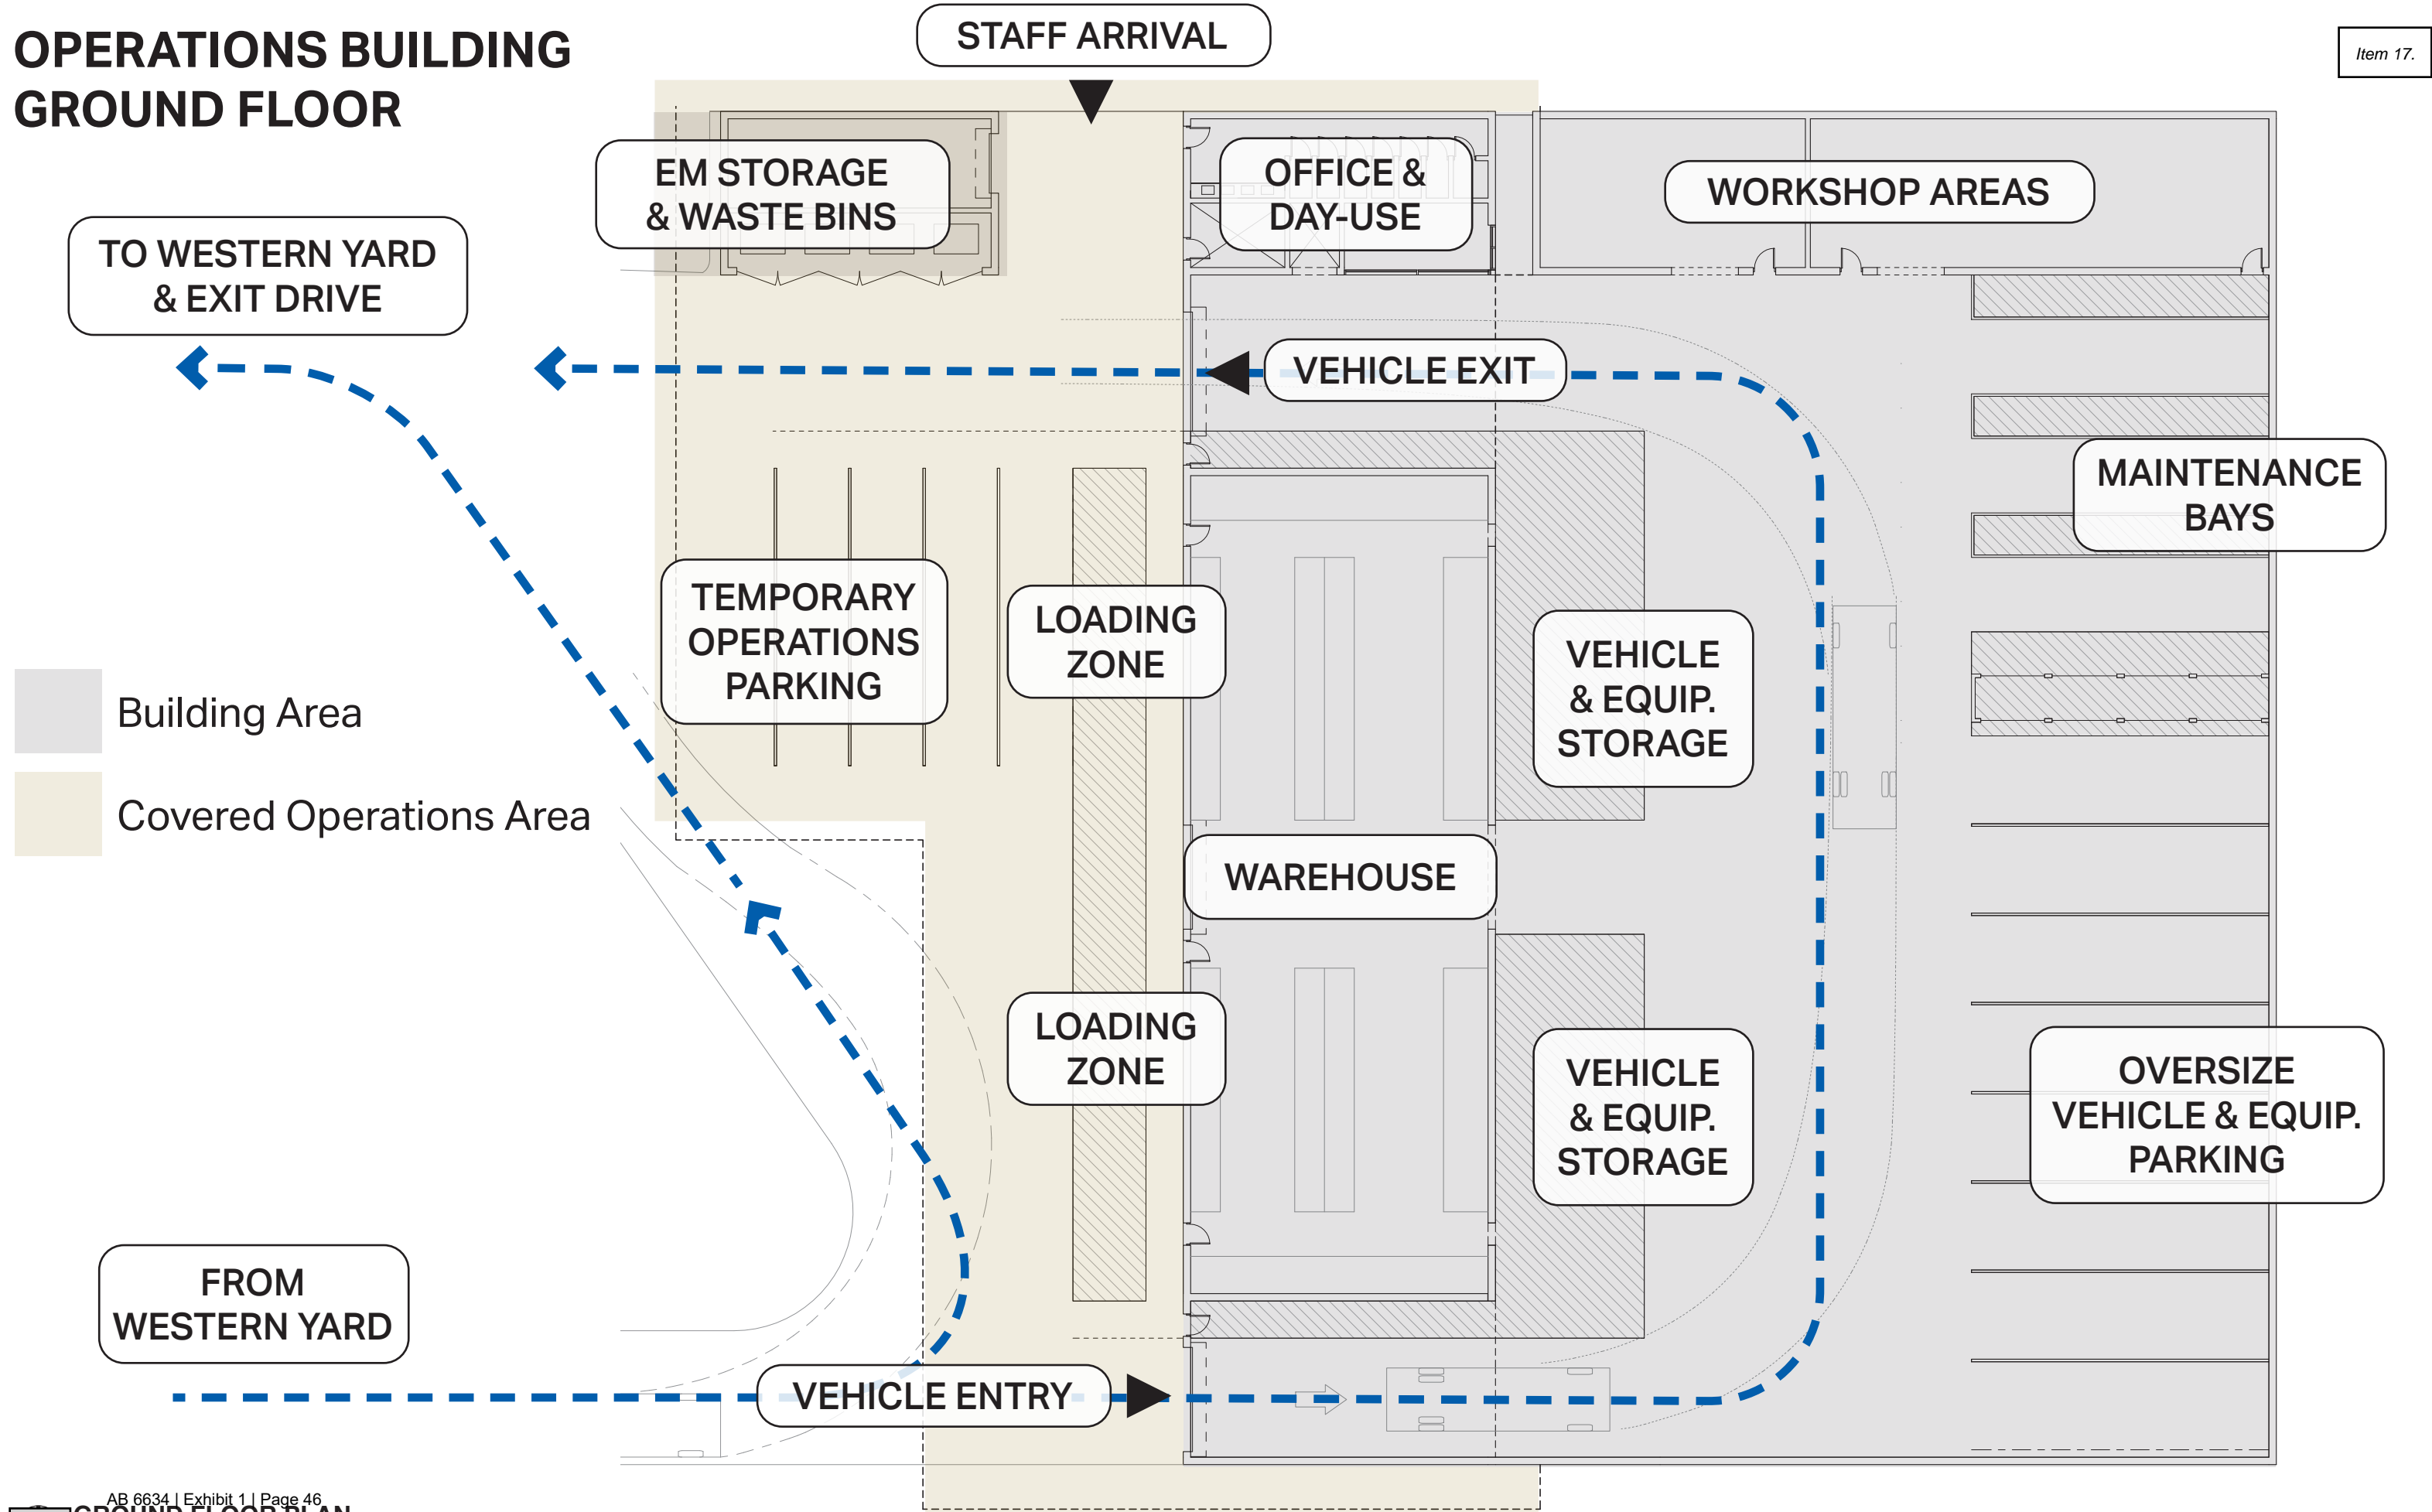 OPERATIONS BUILDING
GROUND FLOOR
STAFF ARRIVAL
Item 17.
EM STORAGE
& WASTE BINS
OFFICE &
DAY-USE
WORKSHOP AREAS
TO WESTERN YARD
& EXIT DRIVE
VEHICLE EXIT
MAINTENANCE
BAYS
TEMPORARY
OPERATIONS
PARKING
LOADING
ZONE
VEHICLE
& EQUIP.
STORAGE
Building Area
Covered Operations Area
WAREHOUSE
LOADING
ZONE
VEHICLE
& EQUIP.
STORAGE
OVERSIZE
VEHICLE & EQUIP.
PARKING
FROM
WESTERN YARD
VEHICLE ENTRY
AB 6634 | Exhibit 1 | Page 46
GROUND FLOOR PLAN